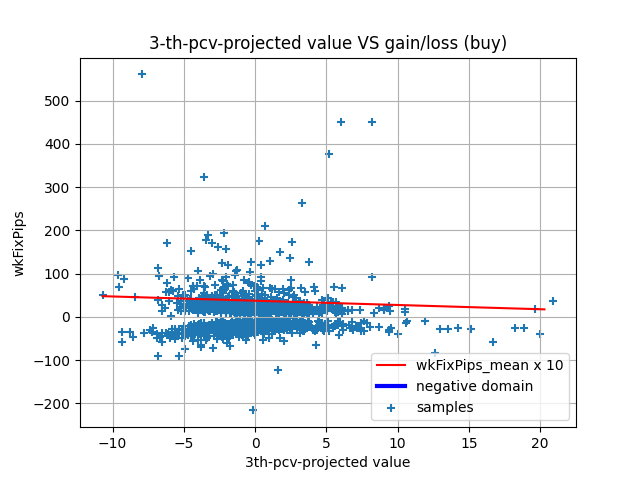 3-th-pcv-projected value VS gain/loss (buy)
wkFixPips
500
400
300
200
100
0
−100
−200
wkFixPips_mean x 10
negative domain
samples
−10 −5 0 5 10 15 20
3th-pcv-projected value